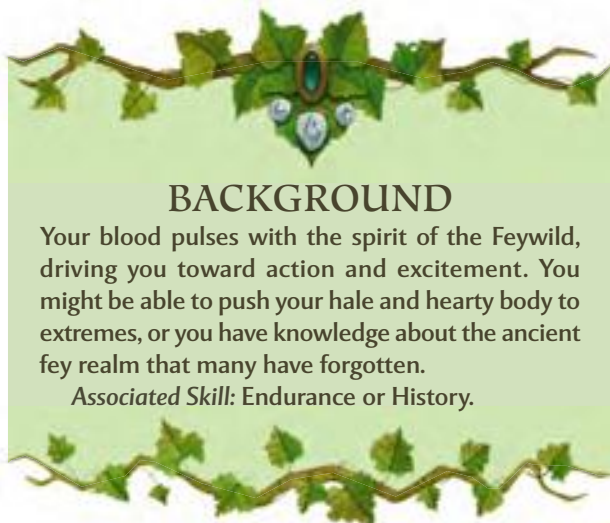 BACKGROUND
Your blood pulses with the spirit of the Feywild,
driving you toward action and excitement. You
might be able to push your hale and hearty body to
extremes, or you have knowledge about the ancient
fey realm that many have forgotten.
Associated Skill: Endurance or History.